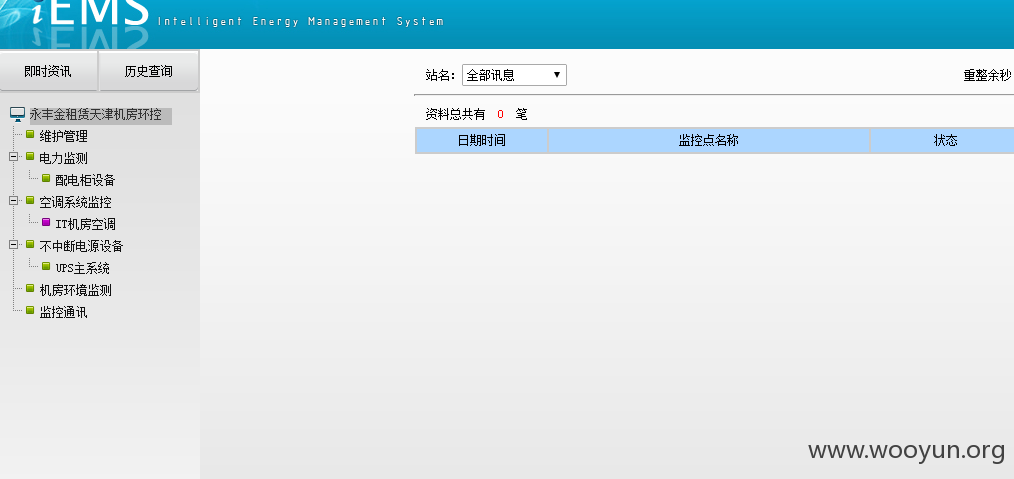 iEMS Intelligent Energy Management System
即时资讯 历史查询
永丰金租赁天津机房环控
维护管理
电力监测
配电柜设备
空调系统监控
IT机房空调
不中断电源设备
UPS主系统
机房环境监测
监控通讯
站名: 全部讯息 重整余秒
资料总共有 0 笔
日期时间 监控点名称 状态
www.wooyun.org